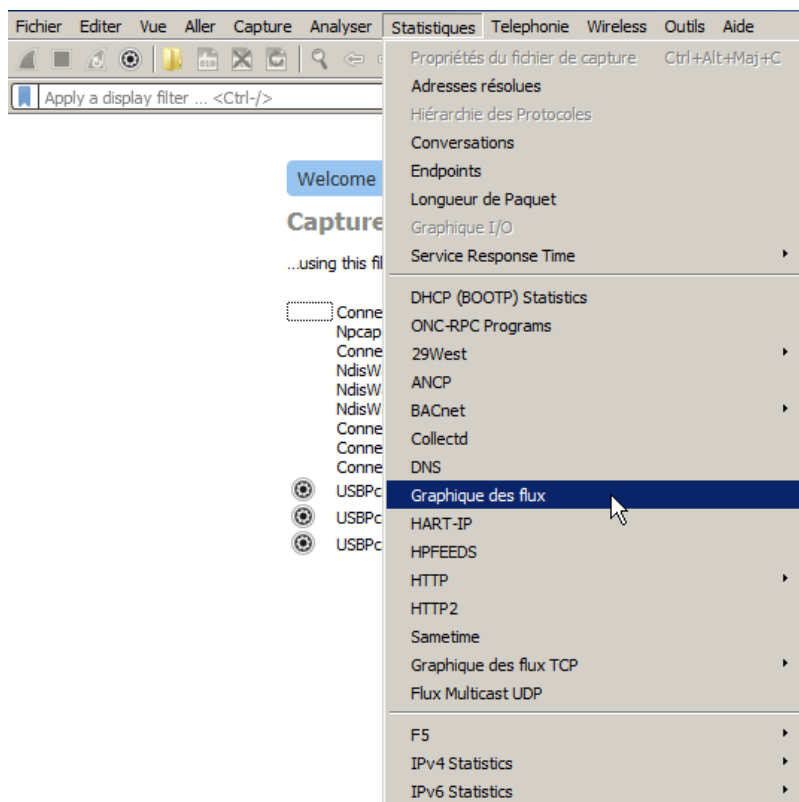 Fichier Editer Vue Aller Capture Analyser Statistiques Telephonie Wireless Outils Aide
Apply a display filter ... <Ctrl-/>
Welcome
Capture
...using this fil
Conne
Npcap
Conne
NdisW
NdisW
NdisW
Conne
Conne
Conne
USBPc
USBPc
USBPc
Propriétés du fichier de capture Ctrl+Alt+Maj+C
Adresses résolues
Hiérarchie des Protocoles
Conversations
Endpoints
Longueur de Paquet
Graphique I/O
Service Response Time
DHCP (BOOTP) Statistics
ONC-RPC Programs
29West
ANCP
BACnet
Collectd
DNS
Graphique des flux
HART-IP
HPFEEDS
HTTP
HTTP2
Sametime
Graphique des flux TCP
Flux Multicast UDP
F5
IPv4 Statistics
IPv6 Statistics